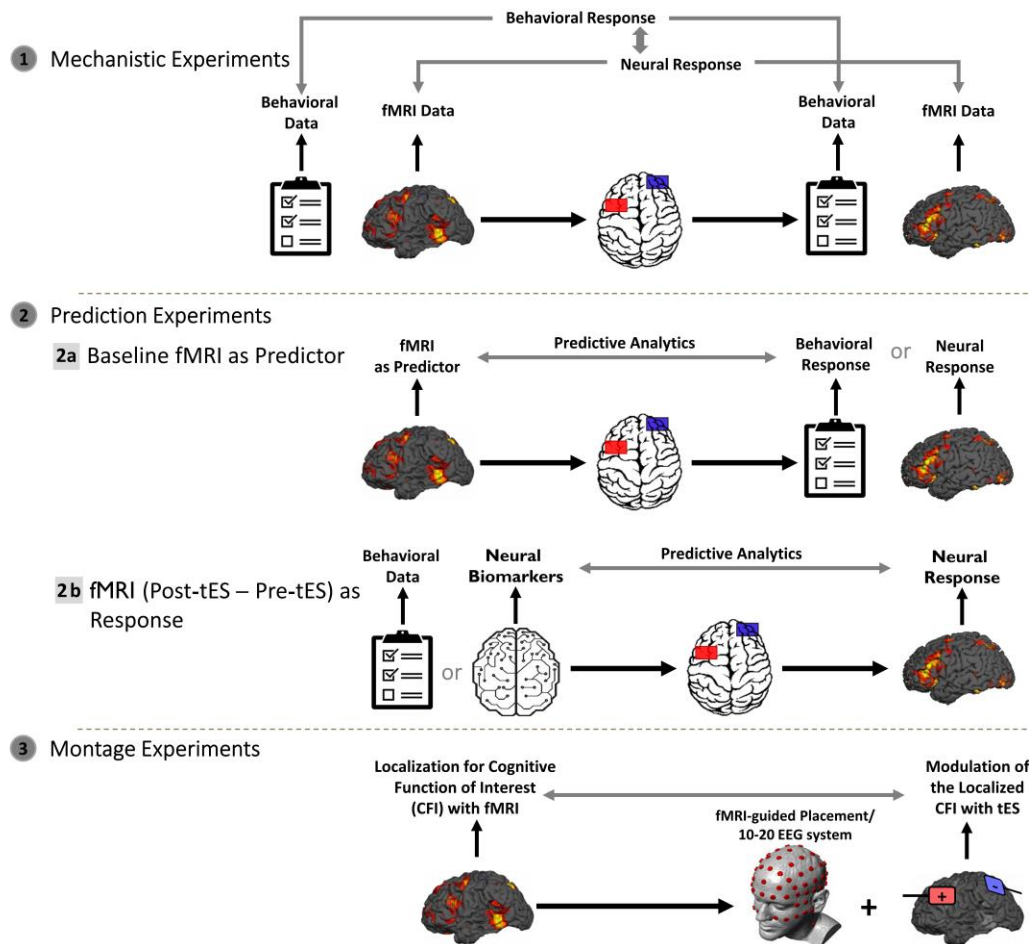 Behavioral Response
1 Mechanistic Experiments
Neural Response
Behavioral
Data
fMRI Data
Behavioral
Data
fMRI Data
2 Prediction Experiments
2a Baseline fMRI as Predictor
fMRI
as Predictor
Predictive Analytics
Behavioral
Response
or
Neural
Response
2b fMRI (Post-tES – Pre-tES) as
Response
Behavioral
Data
or
Neural
Biomarkers
Predictive Analytics
Neural
Response
3 Montage Experiments
Localization for Cognitive
Function of Interest
(CFI) with fMRI
fMRI-guided Placement/
10-20 EEG system
+
Modulation of
the Localized
CFI with tES
+
-